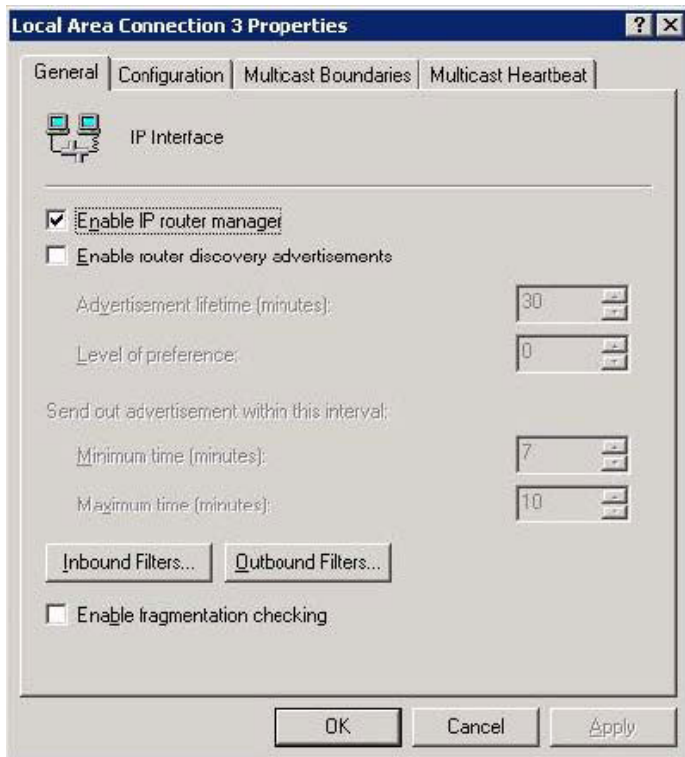 Local Area Connection 3 Properties
General Configuration Multicast Boundaries Multicast Heartbeat
IP Interface
Enable IP router manager
Enable router discovery advertisements
Advertisement lifetime (minutes): 30
Level of preference: 0
Send out advertisement within this interval:
Minimum time (minutes): 7
Maximum time (minutes): 10
Inbound Filters... Outbound Filters...
Enable fragmentation checking
OK Cancel Apply